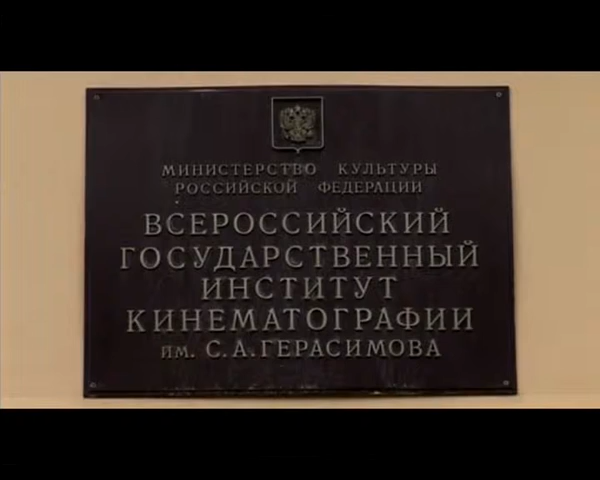 МИНИСТЕРСТВО КУЛЬТУРЫ
РОССИЙСКОЙ ФЕДЕРАЦИИ
ВСЕРОССИЙСКИЙ
ГОСУДАРСТВЕННЫЙ
ИНСТИТУТ
КИНЕМАТОГРАФИИ
ИМ. С.А.ГЕРАСИМОВА